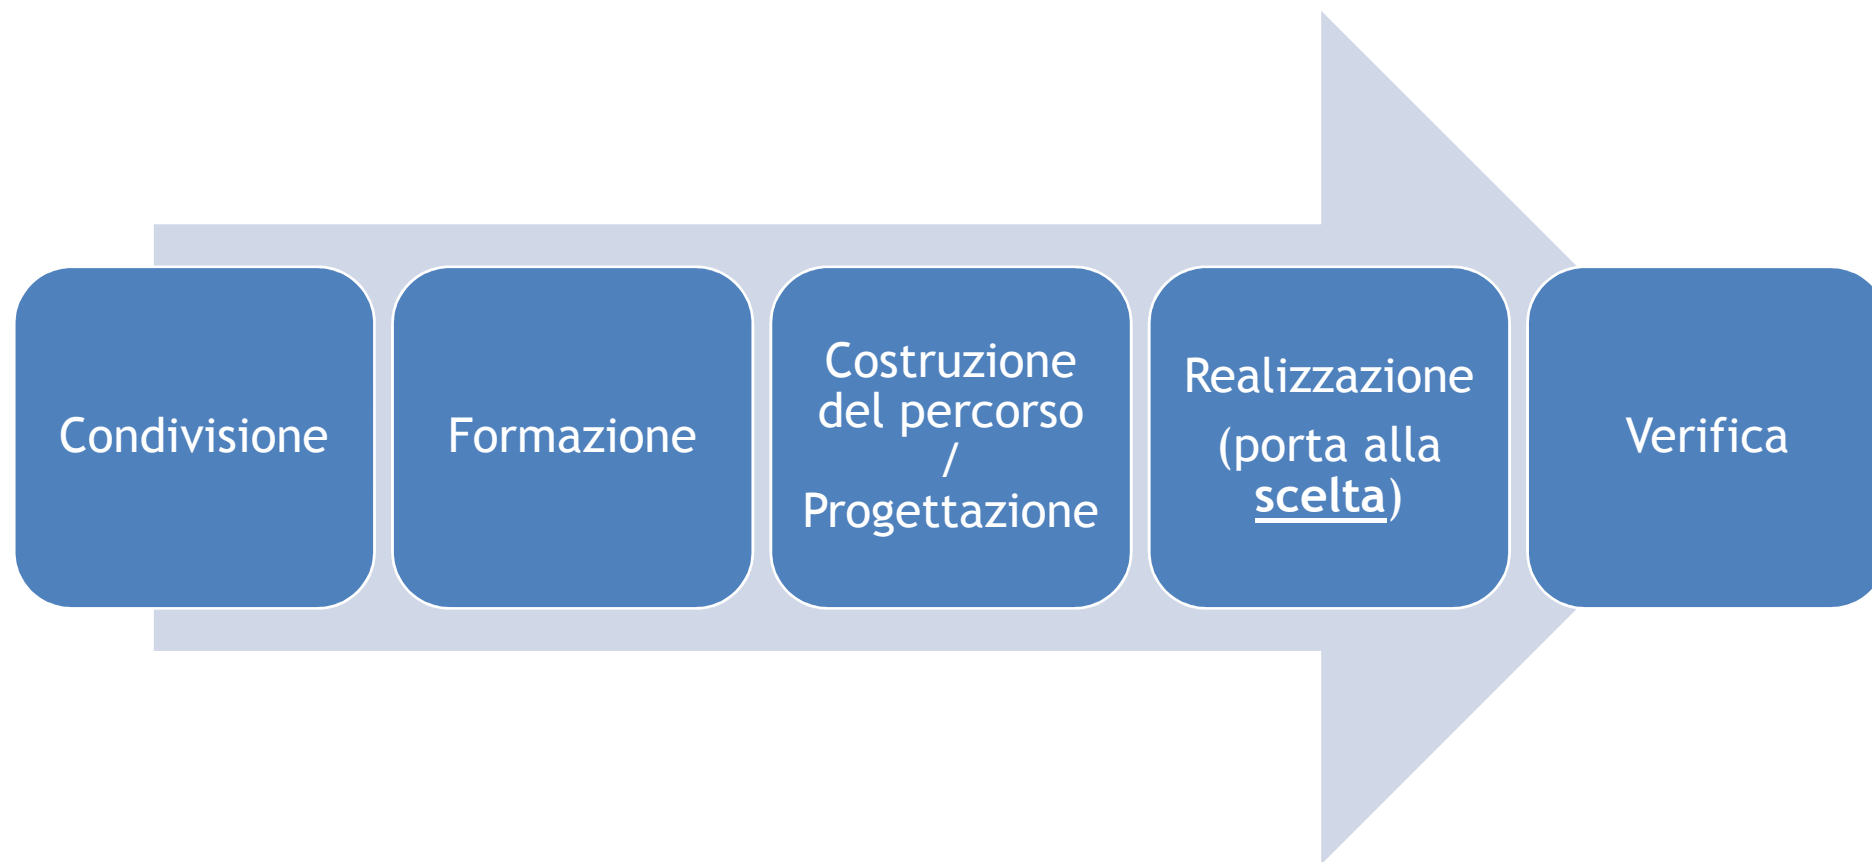 Condivisione
Formazione
Costruzione
del percorso
/
Progettazione
Realizzazione
(porta alla
scelta)
Verifica